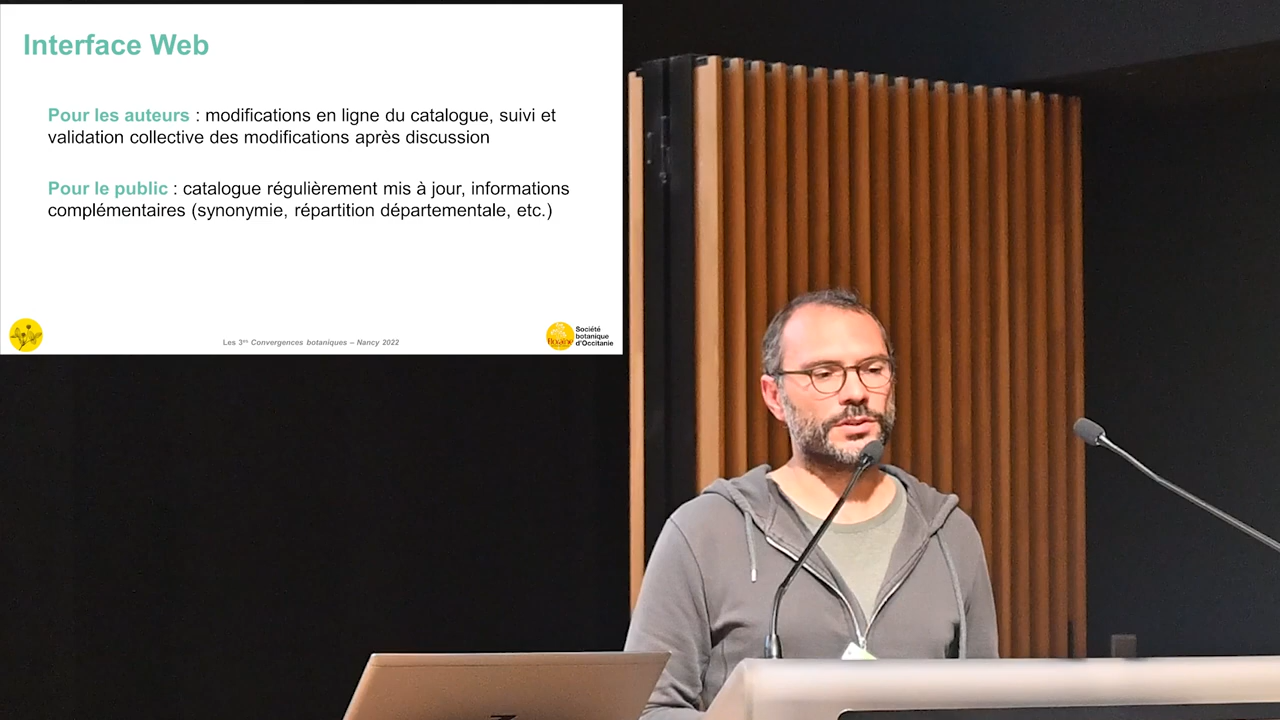 Interface Web
Pour les auteurs : modifications en ligne du catalogue, suivi et
validation collective des modifications après discussion
Pour le public : catalogue régulièrement mis à jour, informations
complémentaires (synonymie, répartition départementale, etc.)
Les 3es Convergences botaniques – Nancy 2022
Société
botanique
d'Occitanie